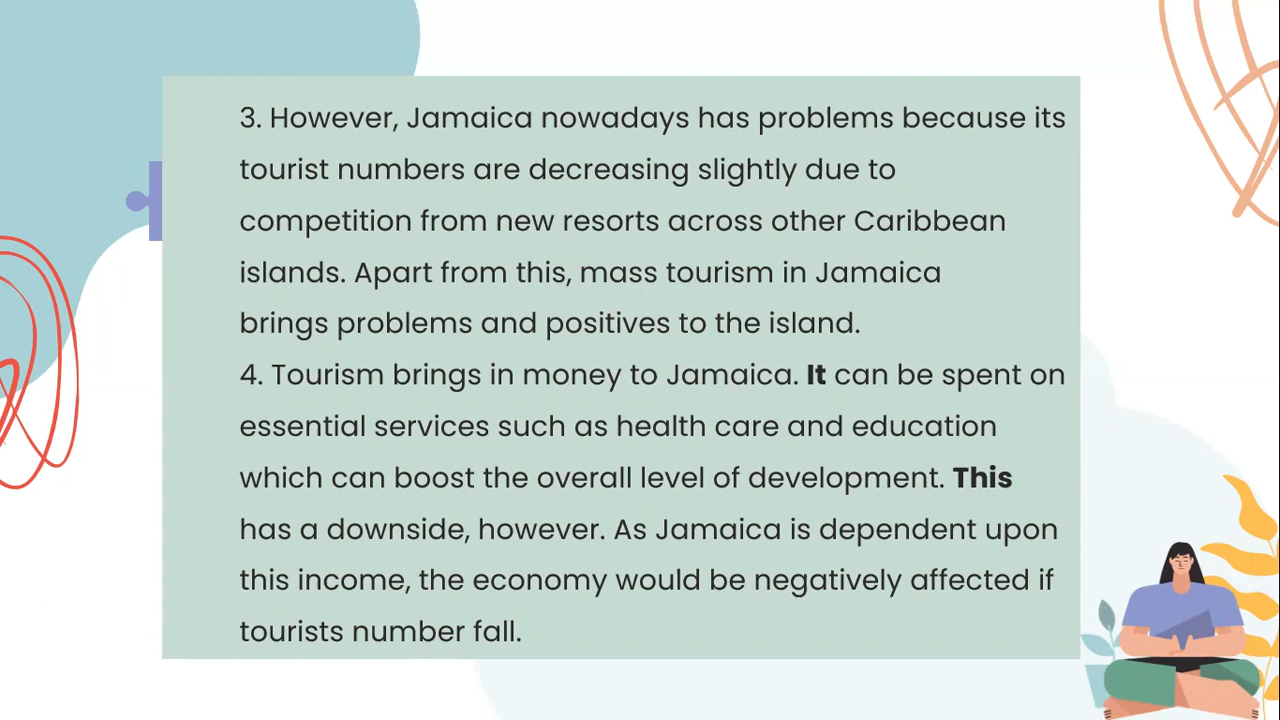 3. However, Jamaica nowadays has problems because its
tourist numbers are decreasing slightly due to
competition from new resorts across other Caribbean
islands. Apart from this, mass tourism in Jamaica
brings problems and positives to the island.
4. Tourism brings in money to Jamaica. It can be spent on
essential services such as health care and education
which can boost the overall level of development. This
has a downside, however. As Jamaica is dependent upon
this income, the economy would be negatively affected if
tourists number fall.